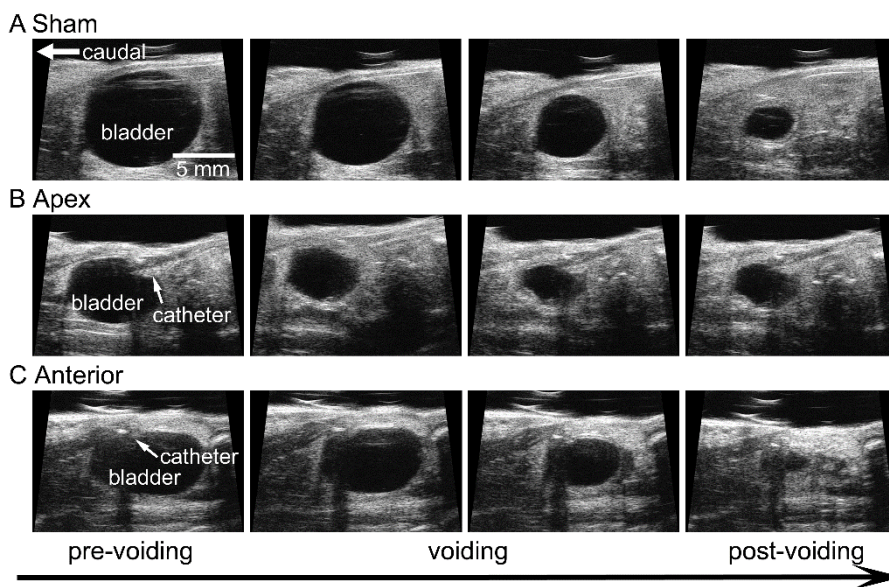 A Sham
caudal
bladder
5 mm
B Apex
bladder
catheter
C Anterior
catheter
bladder
pre-voiding voiding post-voiding